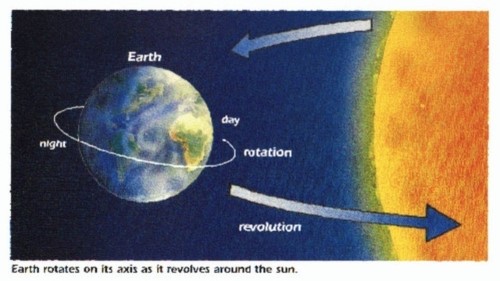 Earth
day
night
rotation
revolution
Earth rotates on its axis as it revolves around the sun.